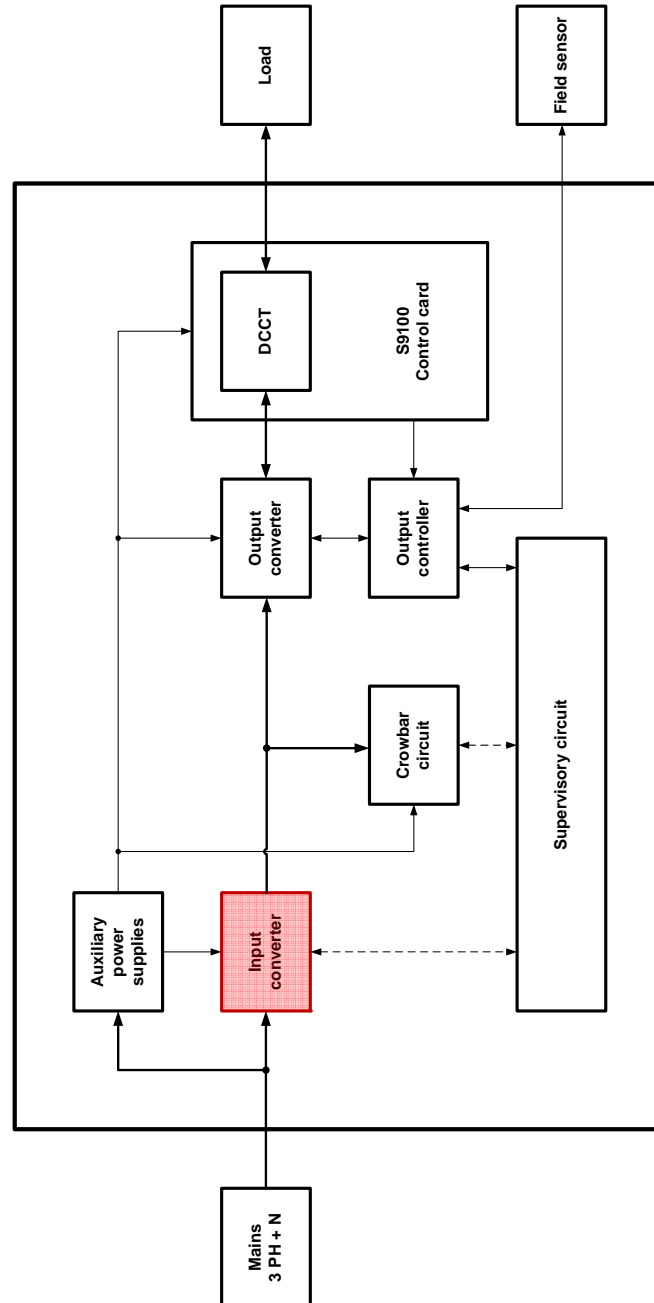 Mains
3 PH + N
Auxiliary
power
supplies
Input
converter
Crowbar
circuit
Supervisory circuit
Output
converter
Output
controller
DCCT
S9100
Control card
Load
Field sensor